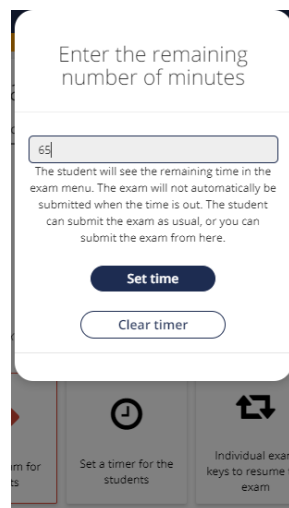 Enter the remaining
number of minutes
65
The student will see the remaining time in the
exam menu. The exam will not automatically be
submitted when the time is out. The student
can submit the exam as usual, or you can
submit the exam from here.
Set time
Clear timer
for
Set a timer for the
students
Individual
keys to resume
exam